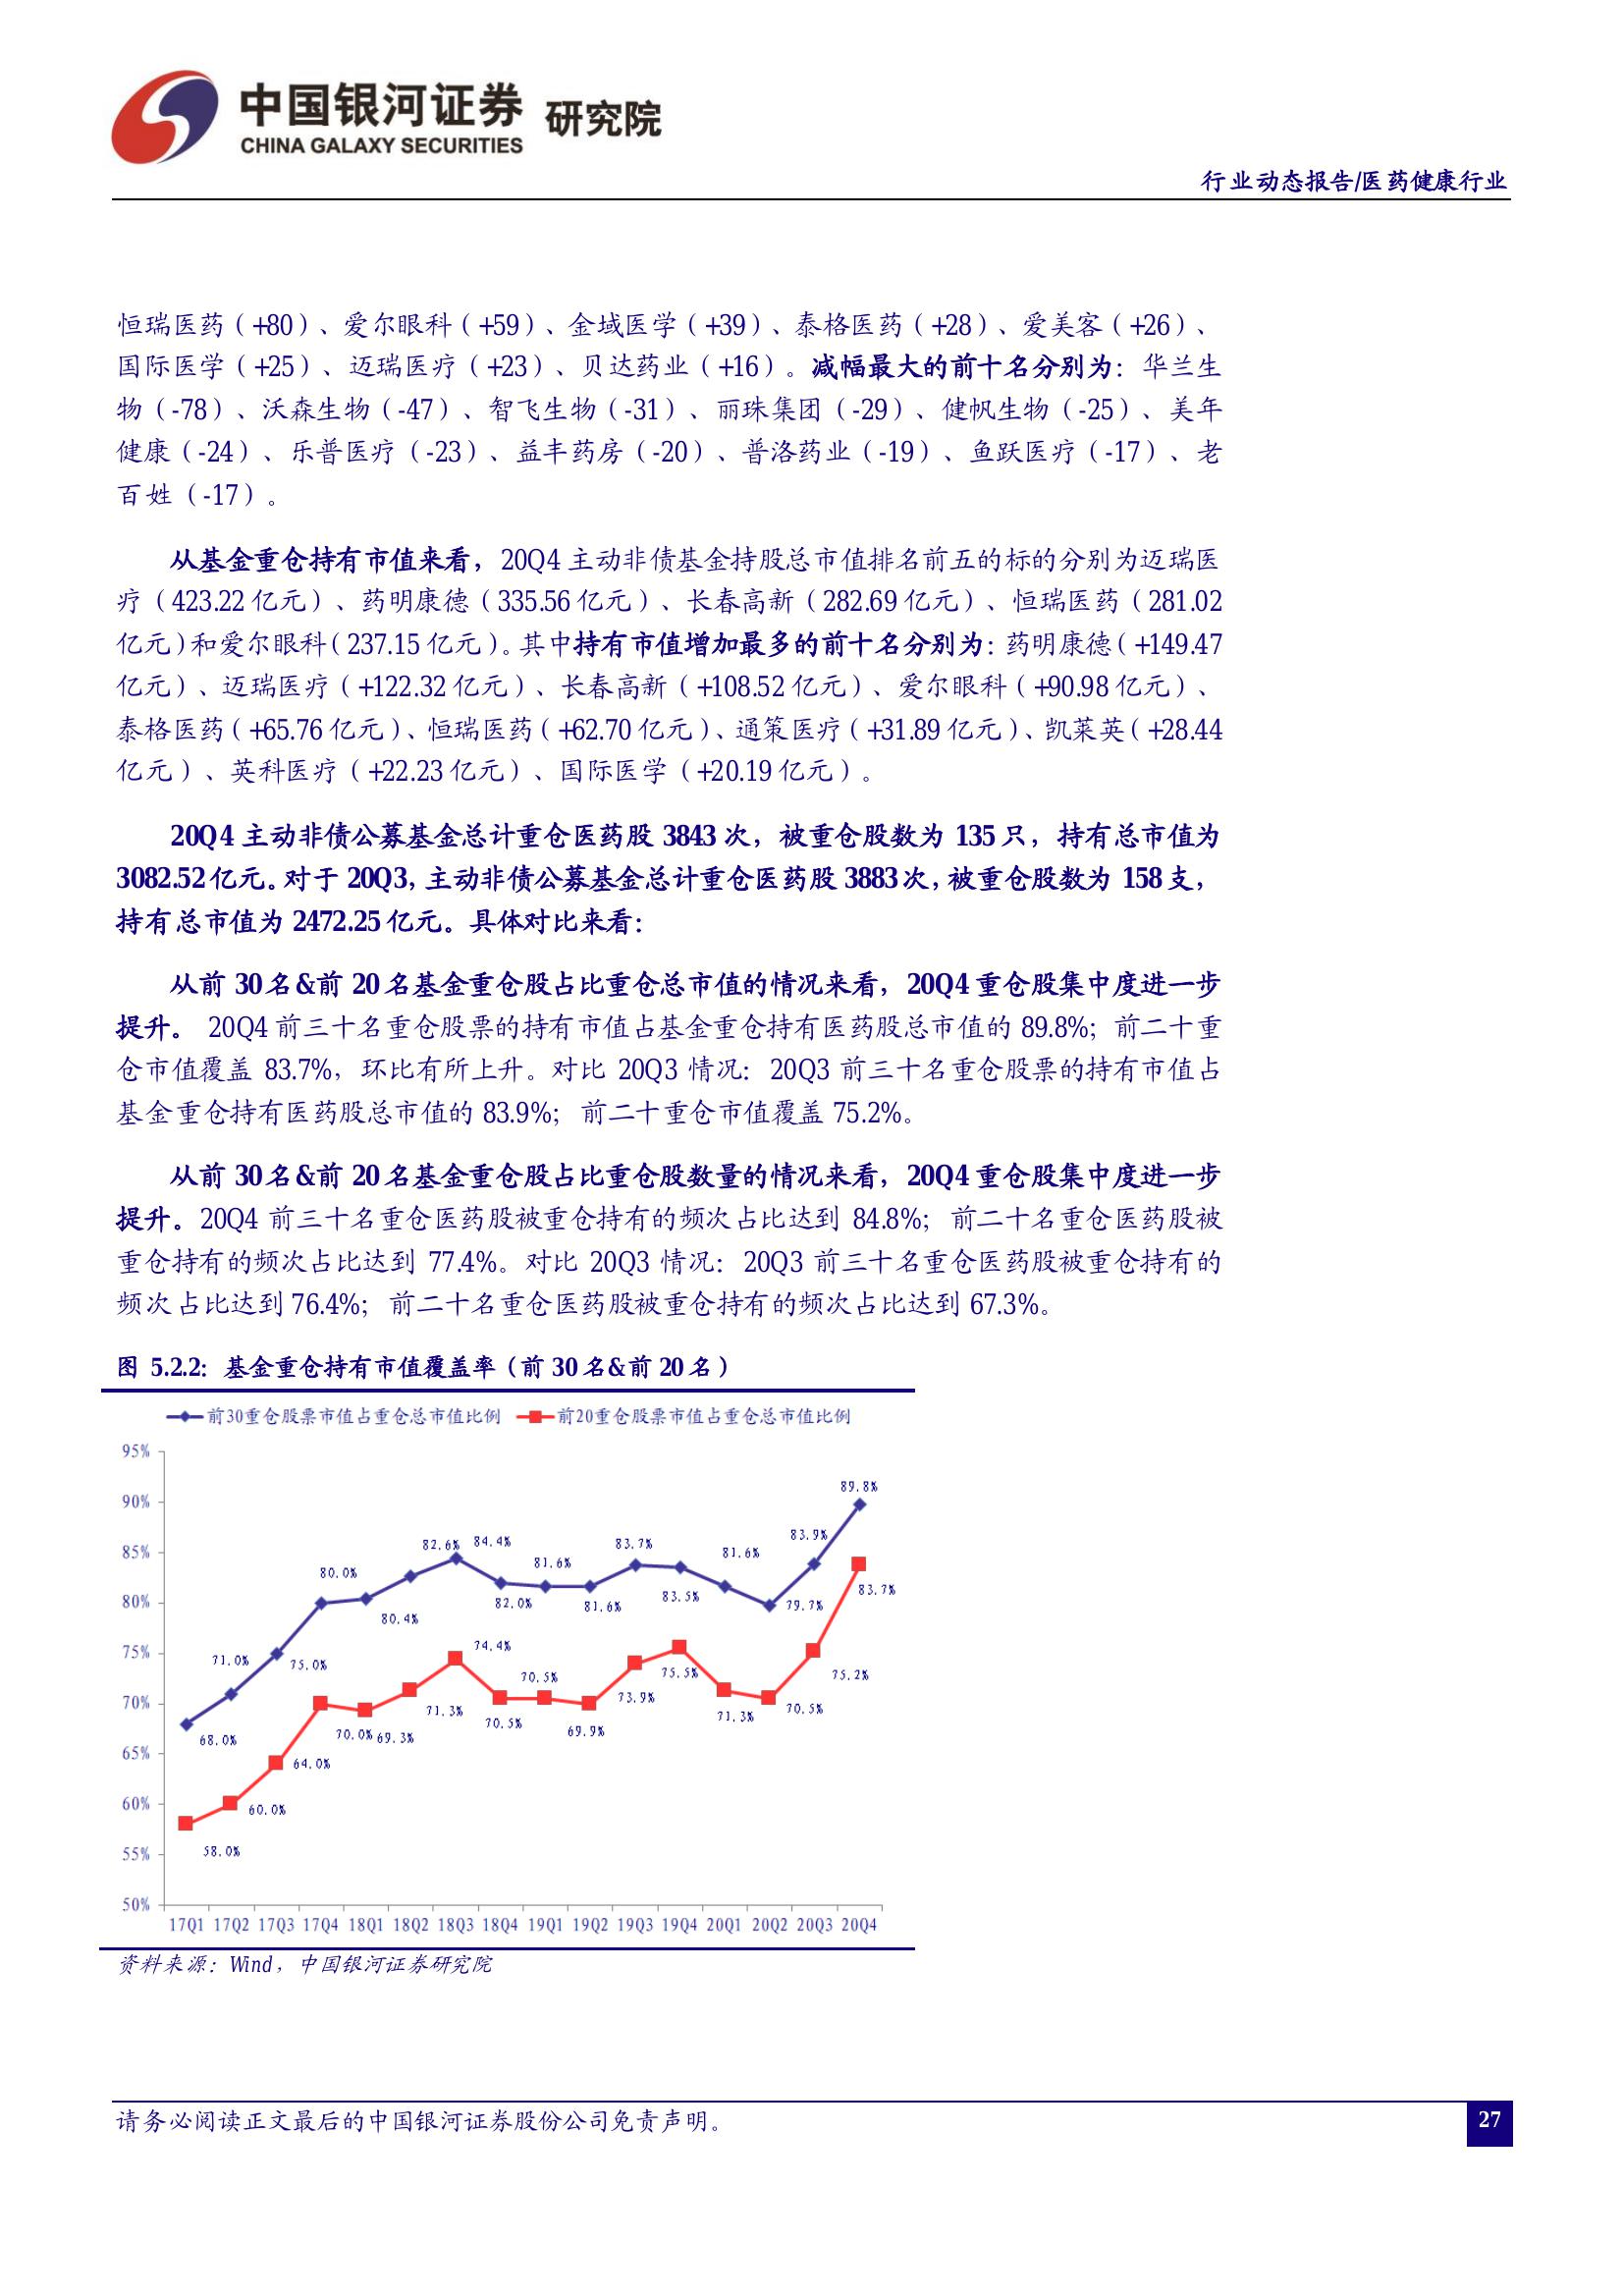 中国银河证券 研究院
CHINA GALAXY SECURITIES
行业动态报告/医药健康行业
恒瑞医药（+80）、爱尔眼科（+59）、金域医学（+39）、泰格医药（+28）、爱美客（+26）、
国际医学（+25）、迈瑞医疗（+23）、贝达药业（+16）。减幅最大的前十名分别为：华兰生
物（-78）、沃森生物（-47）、智飞生物（-31）、丽珠集团（-29）、健帆生物（-25）、美年
健康（-24）、乐普医疗（-23）、益丰药房（-20）、普洛药业（-19）、鱼跃医疗（-17）、老
百姓（-17）。
从基金重仓持有市值来看，20Q4 主动非债基金持股总市值排名前五的标的分别为迈瑞医
疗（423.22 亿元）、药明康德（335.56 亿元）、长春高新（282.69 亿元）、恒瑞医药（281.02
亿元）和爱尔眼科（237.15 亿元）。其中持有市值增加最多的前十名分别为：药明康德（+149.47
亿元）、迈瑞医疗（+122.32 亿元）、长春高新（+108.52 亿元）、爱尔眼科（+90.98 亿元）、
泰格医药（+65.76 亿元）、恒瑞医药（+62.70 亿元）、通策医疗（+31.89 亿元）、凯莱英（+28.44
亿元）、英科医疗（+22.23 亿元）、国际医学（+20.19 亿元）。
20Q4 主动非债公募基金总计重仓医药股 3843 次，被重仓股数为 135 只，持有总市值为
3082.52 亿元。对于 20Q3，主动非债公募基金总计重仓医药股 3883 次，被重仓股数为 158 支，
持有总市值为 2472.25 亿元。具体对比来看：
从前 30 名&前 20 名基金重仓股占比重仓总市值的情况来看，20Q4 重仓股集中度进一步
提升。 20Q4 前三十名重仓股票的持有市值占基金重仓持有医药股总市值的 89.8%；前二十重
仓市值覆盖 83.7%，环比有所上升。对比 20Q3 情况：20Q3 前三十名重仓股票的持有市值占
基金重仓持有医药股总市值的 83.9%；前二十重仓市值覆盖 75.2%。
从前 30 名&前 20 名基金重仓股占比重仓股数量的情况来看，20Q4 重仓股集中度进一步
提升。20Q4 前三十名重仓医药股被重仓持有的频次占比达到 84.8%；前二十名重仓医药股被
重仓持有的频次占比达到 77.4%。对比 20Q3 情况：20Q3 前三十名重仓医药股被重仓持有的
频次占比达到 76.4%；前二十名重仓医药股被重仓持有的频次占比达到 67.3%。
图 5.2.2: 基金重仓持有市值覆盖率（前 30 名&前 20 名）
前30重仓股票市值占重仓总市值比例 前20重仓股票市值占重仓总市值比例
95%
89.8%
90%
83.9%
82.6% 84.4% 83.7%
85%
81.6% 81.6%
80.0%
80%
80.4% 82.0% 81.6% 83.5% 79.7% 83.7%
75%
71.0% 75.0% 74.4% 70.5% 75.5% 75.2%
70%
68.0% 70.0% 69.3% 71.3% 70.5% 69.9% 73.9% 71.3% 70.5%
65%
64.0%
60%
60.0%
55%
58.0%
50%
17Q1 17Q2 17Q3 17Q4 18Q1 18Q2 18Q3 18Q4 19Q1 19Q2 19Q3 19Q4 20Q1 20Q2 20Q3 20Q4
资料来源：Wind，中国银河证券研究院
请务必阅读正文最后的中国银河证券股份公司免责声明。
27